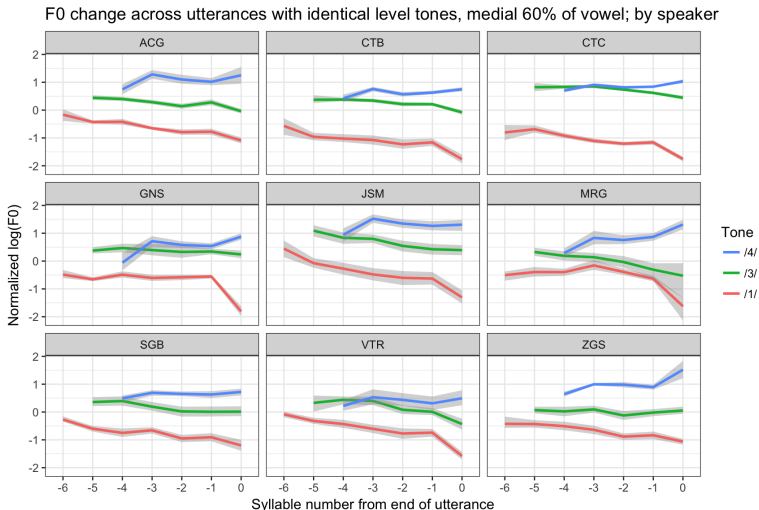 F0 change across utterances with identical level tones, medial 60% of vowel; by speaker
ACG CTB CTC
2
1
0
-1
-2
GNS JSM MRG
2
1
0
-1
-2
SGB VTR ZGS
2
1
0
-1
-2
-6 -5 -4 -3 -2 -1 0 -6 -5 -4 -3 -2 -1 0 -6 -5 -4 -3 -2 -1 0
Syllable number from end of utterance
Normalized log(F0)
Tone
/4/
/3/
/1/